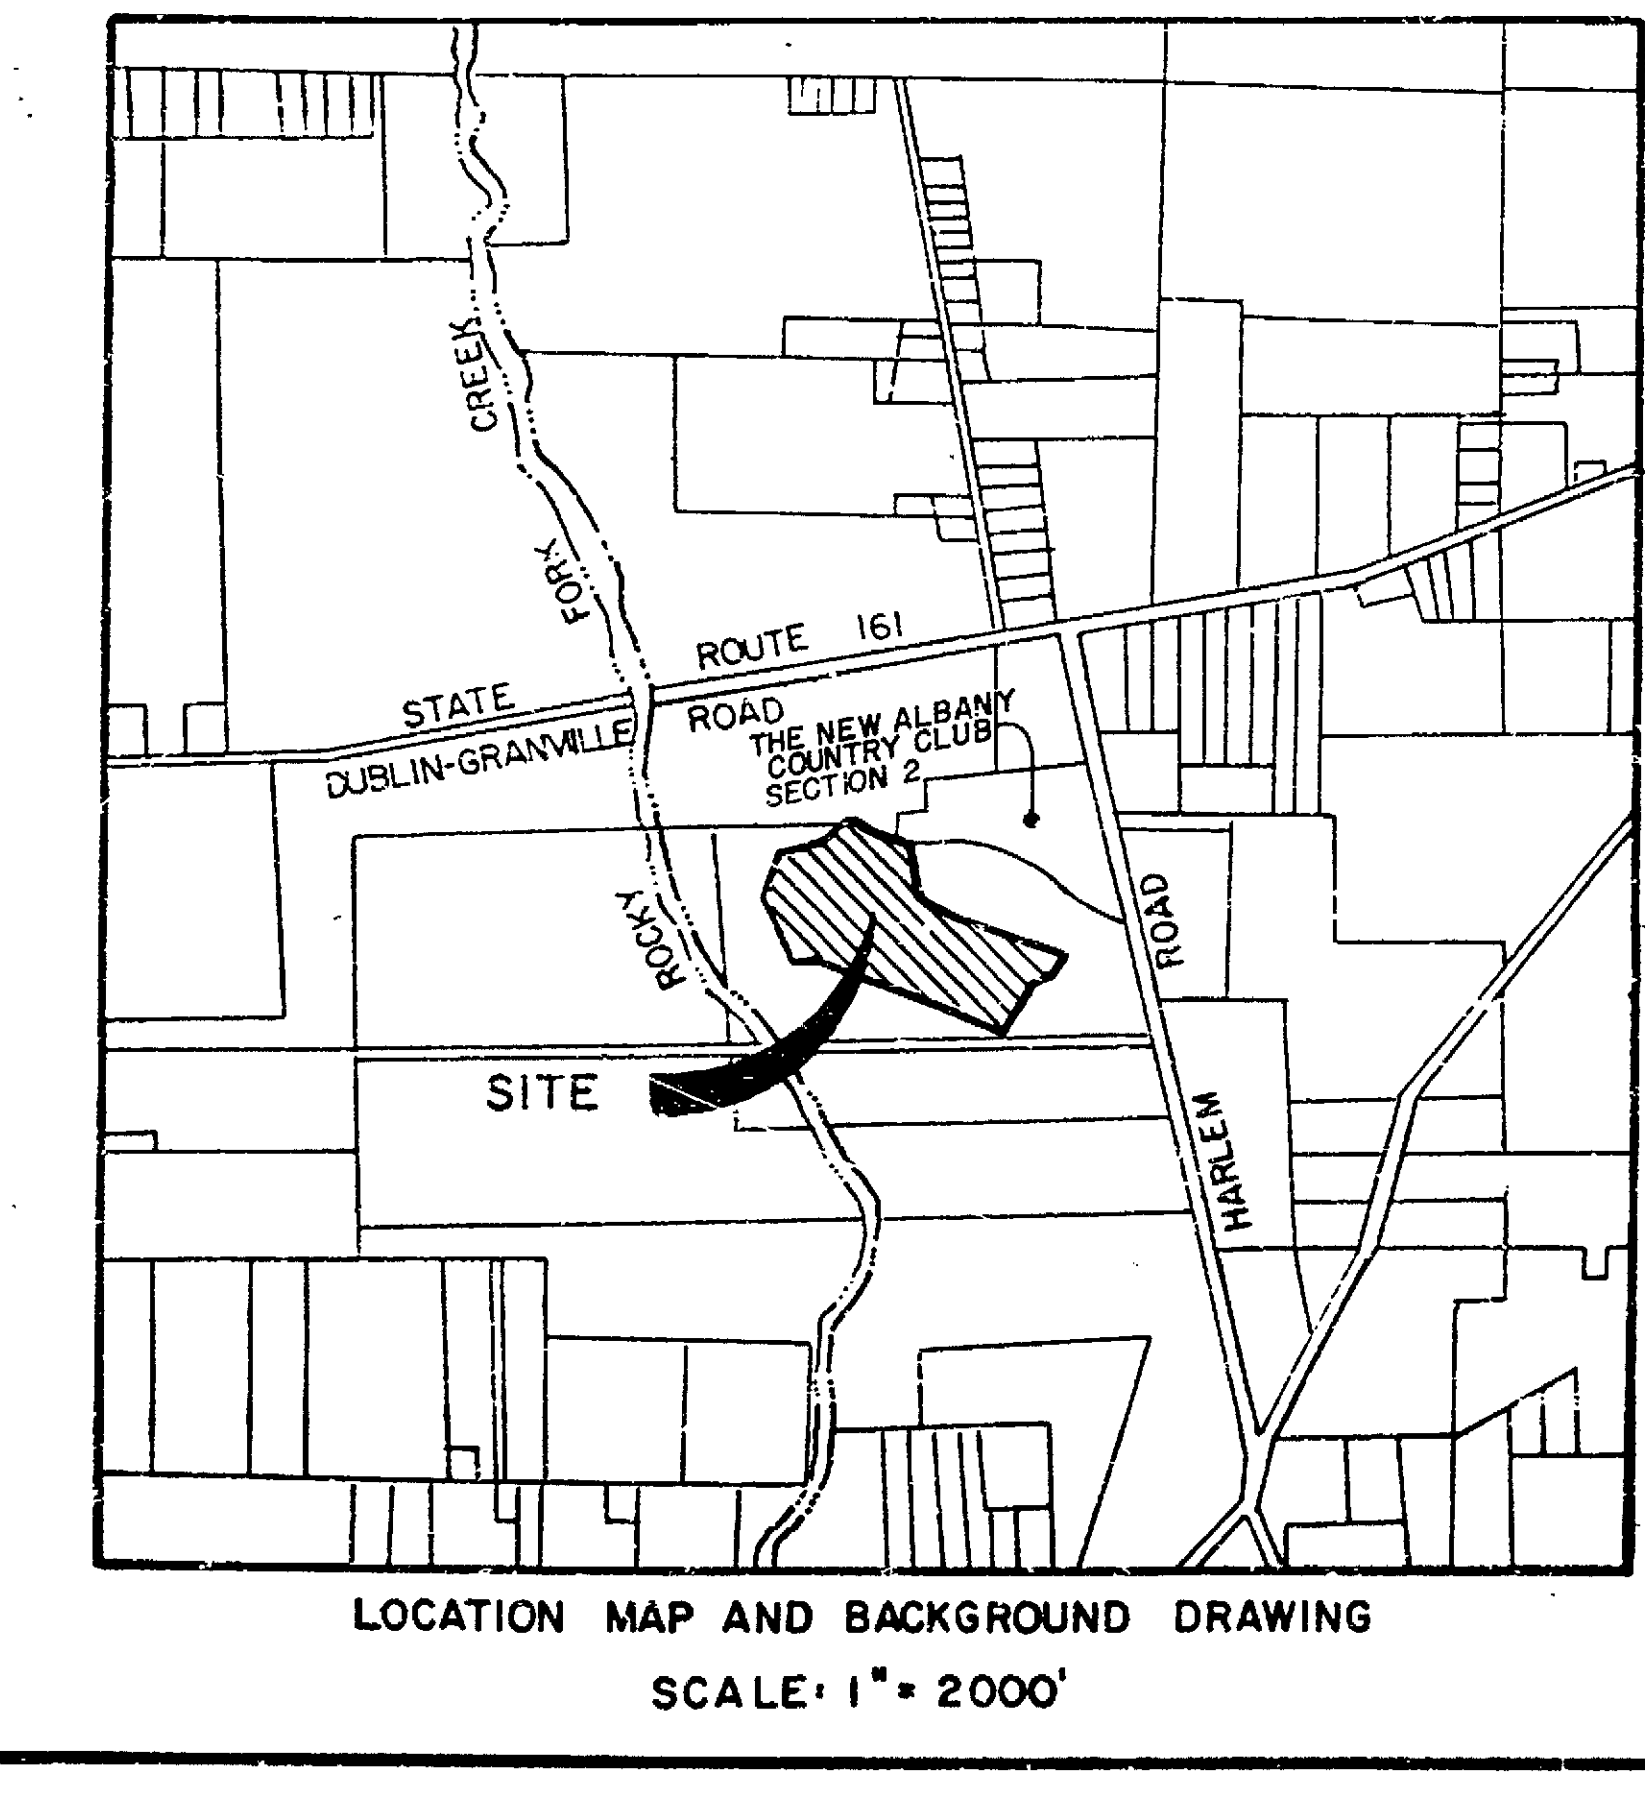 CREEK
FORK
ROCKY
STATE ROUTE 161
DUBLIN-GRANVILLE ROAD
THE NEW ALBANY
COUNTRY CLUB
SECTION 2
SITE
HARLEM ROAD
LOCATION MAP AND BACKGROUND DRAWING
SCALE: 1" = 2000'